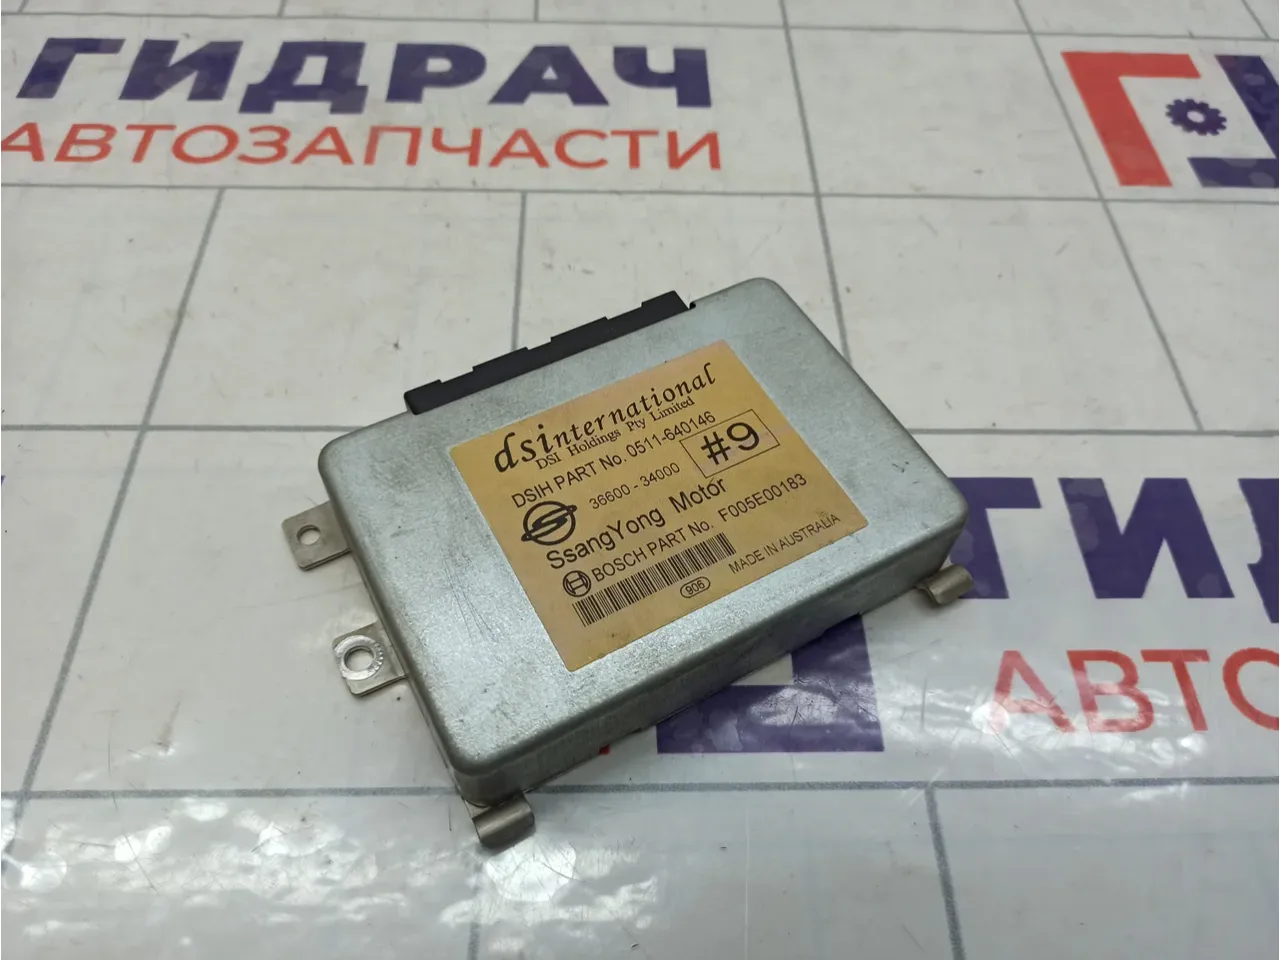 ГИДРАЧ
АВТОЗАПЧАСТИ
dsinternational
DSI Holdings Pty Limited
DSIH PART No. 0511-640146
36600 - 34000
#9
SsangYong Motor
BOSCH PART No. F005E00183
906
MADE IN AUSTRALIA
ГИД
АВТО